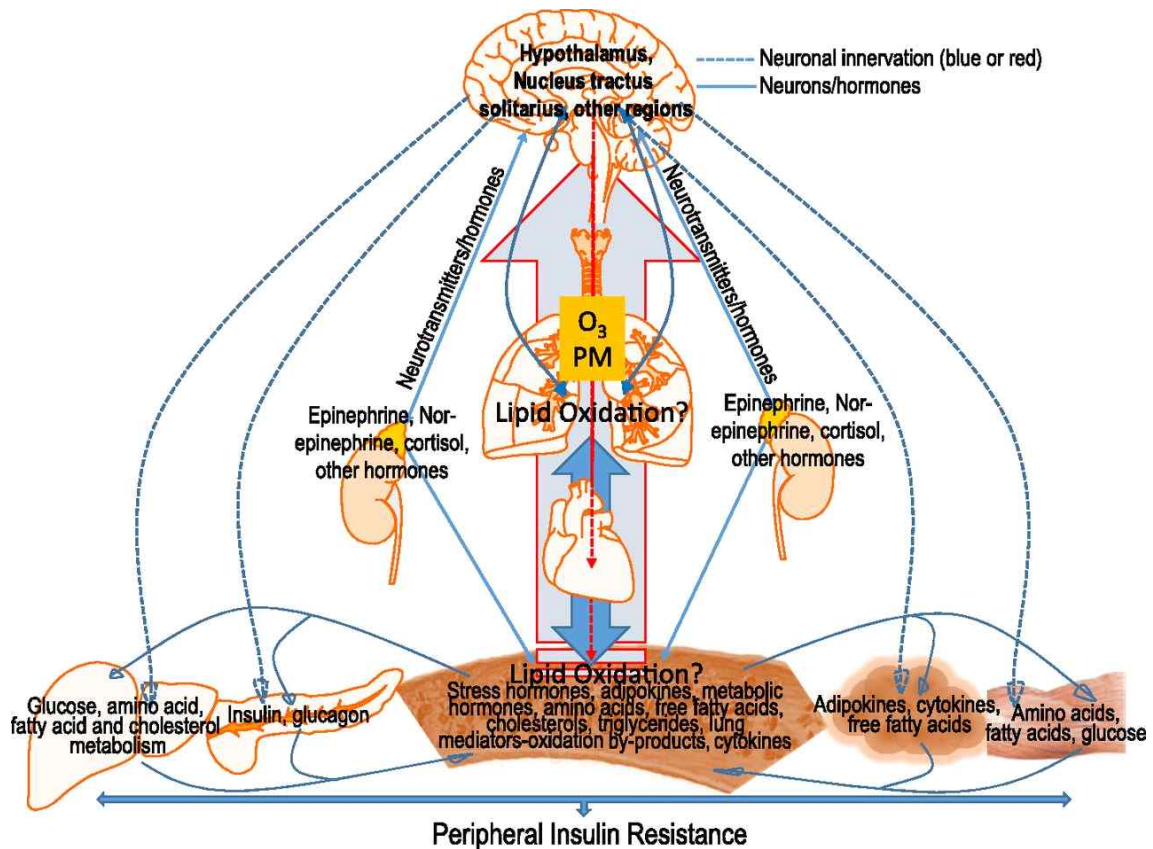 Hypothalamus,
Nucleus tractus
solitarius, other regions
Neuronal innervation (blue or red)
Neurons/hormones
Neurotransmitters/hormones
Neurotransmitters/hormones
O₃
PM
Lipid Oxidation?
Epinephrine, Nor-
epinephrine, cortisol,
other hormones
Epinephrine, Nor-
epinephrine, cortisol,
other hormones
Glucose, amino acid,
fatty acid and cholesterol
metabolism
Insulin, glucagon
Lipid Oxidation?
Stress hormones, adipokines, metabolic
hormones, amino acids, free fatty acids,
cholesterols, triglycerides, lung
mediators-oxidation by-products, cytokines
Adipokines, cytokines,
free fatty acids
Amino acids,
fatty acids, glucose
Peripheral Insulin Resistance